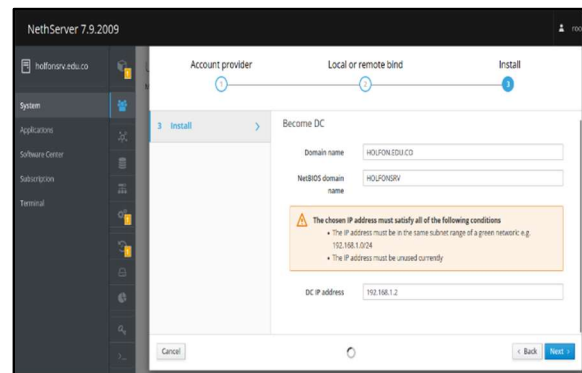 NethServer 7.9.2009
holfonsrv.edu.co
System
Applications
Software Center
Subscription
Terminal
Account provider
Local or remote bind
Install
1
2
3
3 Install
Become DC
Domain name
HOLFON.EDU.CO
NetBIOS domain
name
HOLFONSRV
The chosen IP address must satisfy all of the following conditions
• The IP address must be in the same subnet range of a green network: e.g.
192.168.1.0/24
• The IP address must be unused currently
DC IP address
192.168.1.2
Cancel
< Back
Next >